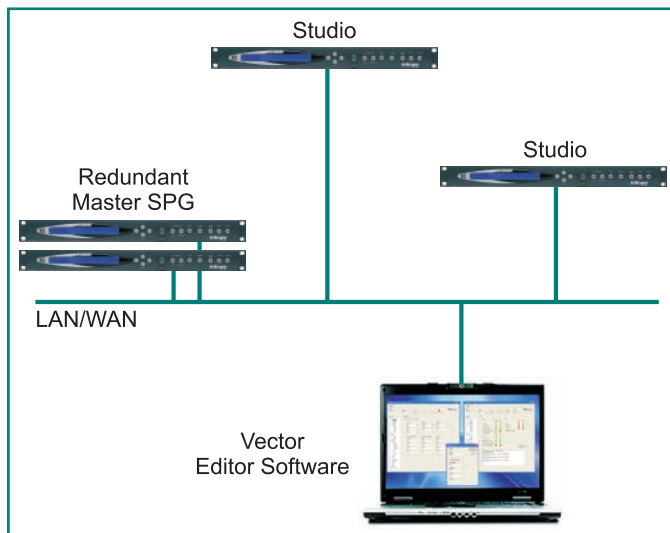 Studio
Studio
Redundant
Master SPG
LAN/WAN
Vector
Editor Software